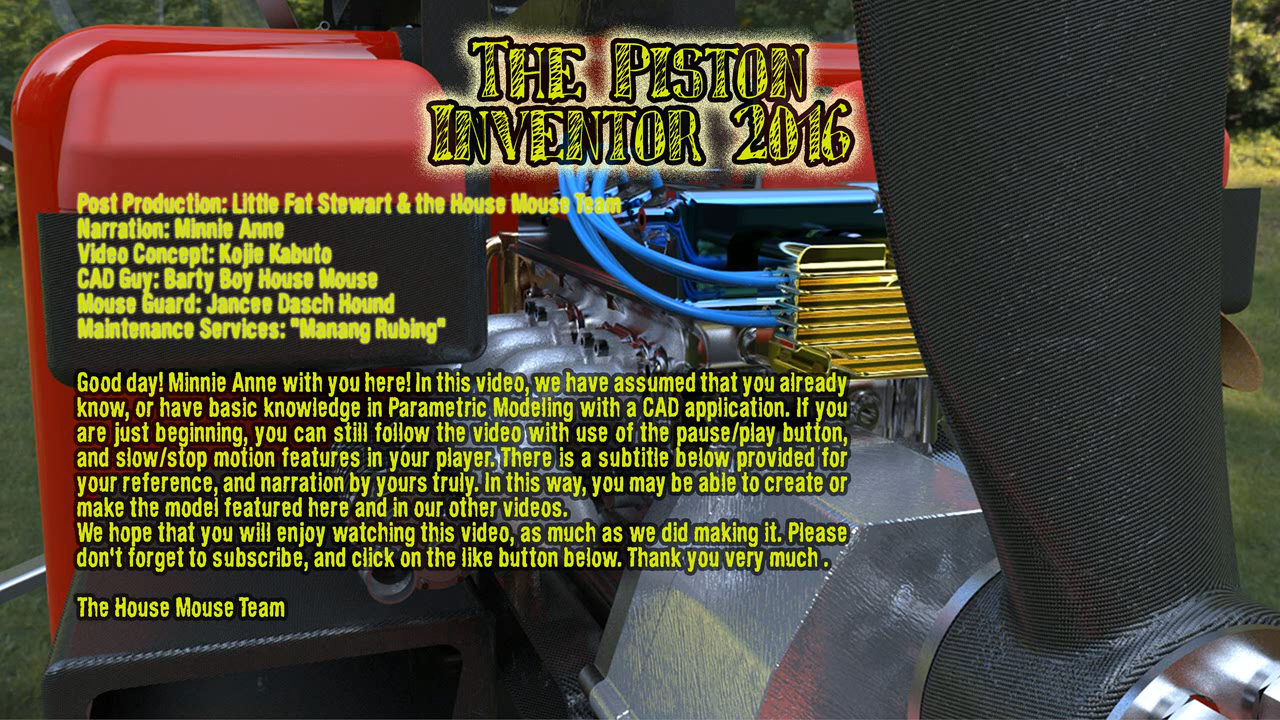 The Piston
Inventor 2016
Post Production: Little Fat Stewart & the House Mouse Team
Narration: Minnie Anne
Video Concept: Kojie Kabuto
CAD Guy: Barty Boy House Mouse
Mouse Guard: Jancee Dasch Hound
Maintenance Services: "Manang Rubing"
Good day! Minnie Anne with you here! In this video, we have assumed that you already
know, or have basic knowledge in Parametric Modeling with a CAD application. If you
are just beginning, you can still follow the video with use of the pause/play button,
and slow/stop motion features in your player. There is a subtitle below provided for
your reference, and narration by yours truly. In this way, you may be able to create or
make the model featured here and in our other videos.
We hope that you will enjoy watching this video, as much as we did making it. Please
don't forget to subscribe, and click on the like button below. Thank you very much .
The House Mouse Team